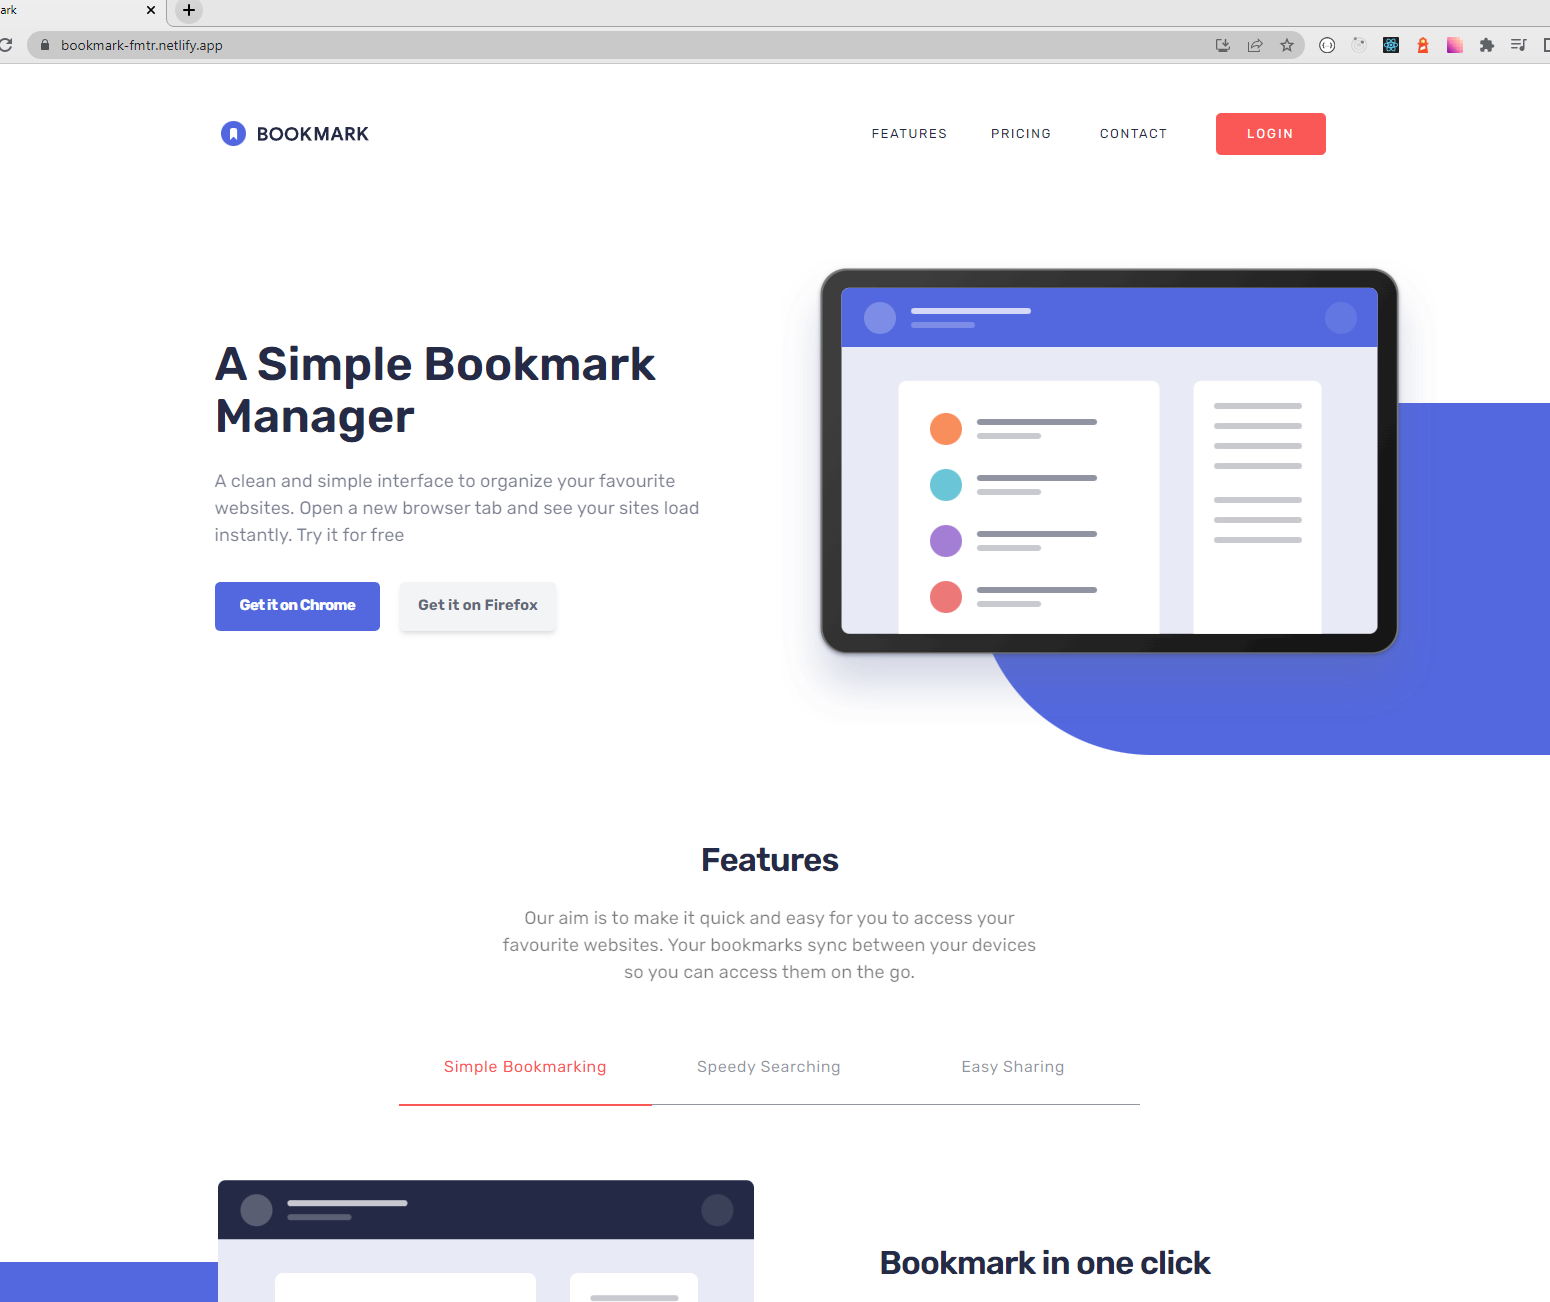 ark
bookmark-fmtr.netlify.app
BOOKMARK
FEATURES
PRICING
CONTACT
LOGIN
A Simple Bookmark
Manager
A clean and simple interface to organize your favourite
websites. Open a new browser tab and see your sites load
instantly. Try it for free
Get it on Chrome
Get it on Firefox
Features
Our aim is to make it quick and easy for you to access your
favourite websites. Your bookmarks sync between your devices
so you can access them on the go.
Simple Bookmarking
Speedy Searching
Easy Sharing
Bookmark in one click